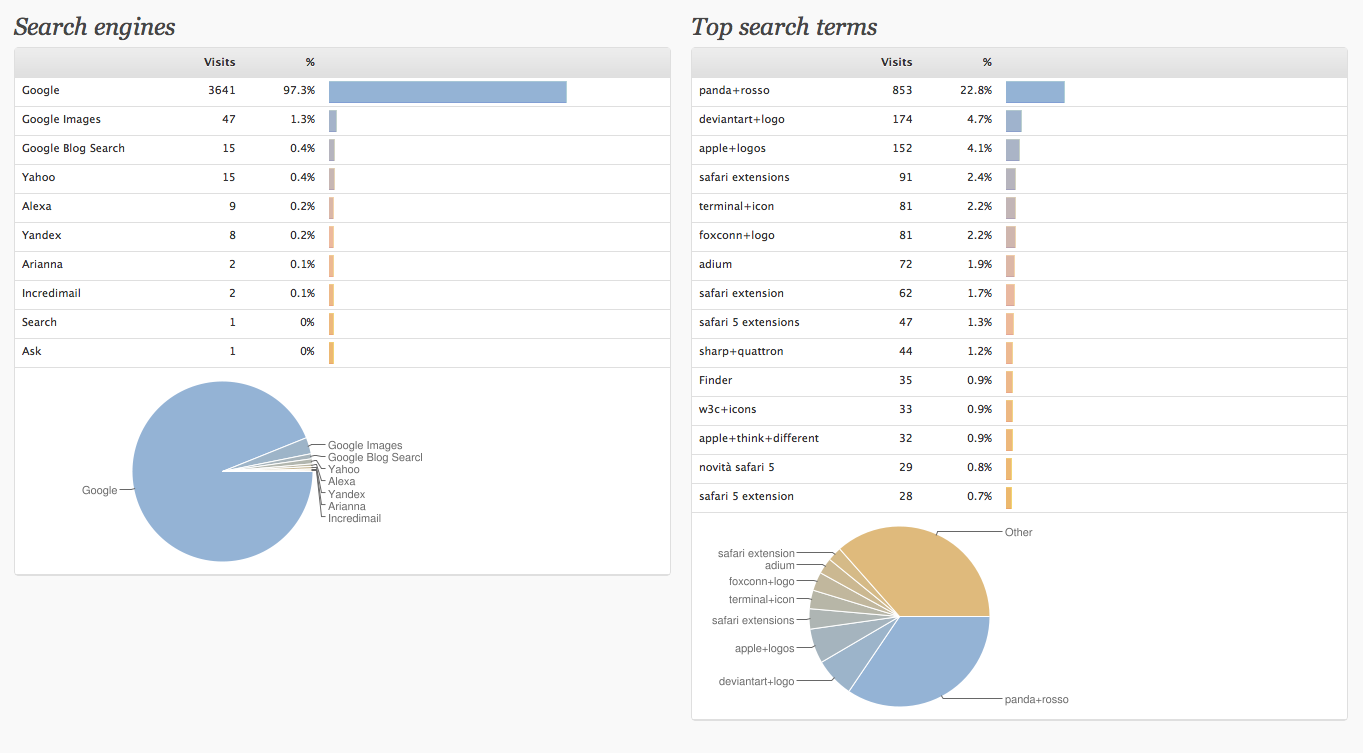 Search engines
Visits %
Google 3641 97.3%
Google Images 47 1.3%
Google Blog Search 15 0.4%
Yahoo 15 0.4%
Alexa 9 0.2%
Yandex 8 0.2%
Arianna 2 0.1%
Incredimail 2 0.1%
Search 1 0%
Ask 1 0%
Google Images
Google Blog Searcl
Yahoo
Alexa
Google
Yandex
Arianna
Incredimail
Top search terms
Visits %
panda+rosso 853 22.8%
deviantart+logo 174 4.7%
apple+logos 152 4.1%
safari extensions 91 2.4%
terminal+icon 81 2.2%
foxconn+logo 81 2.2%
adium 72 1.9%
safari extension 62 1.7%
safari 5 extensions 47 1.3%
sharp+quattron 44 1.2%
Finder 35 0.9%
w3c+icons 33 0.9%
apple+think+different 32 0.9%
novità safari 5 29 0.8%
safari 5 extension 28 0.7%
Other
safari extension
adium
foxconn+logo
terminal+icon
safari extensions
apple+logos
deviantart+logo
panda+rosso